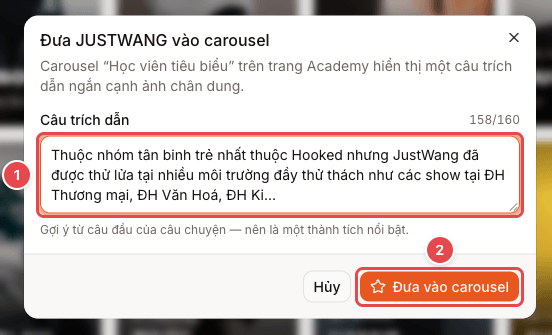 Đưa JUSTWANG vào carousel
Carousel “Học viên tiêu biểu” trên trang Academy hiển thị một câu trích
dẫn ngắn cạnh ảnh chân dung.
Câu trích dẫn 158/160
1
Thuộc nhóm tân binh trẻ nhất thuộc Hooked nhưng JustWang đã
được thử lửa tại nhiều môi trường đầy thử thách như các show tại ĐH
Thương mại, ĐH Văn Hoá, ĐH Ki...
Gợi ý từ câu đầu của câu chuyện — nên là một thành tích nổi bật.
2
Hủy Đưa vào carousel